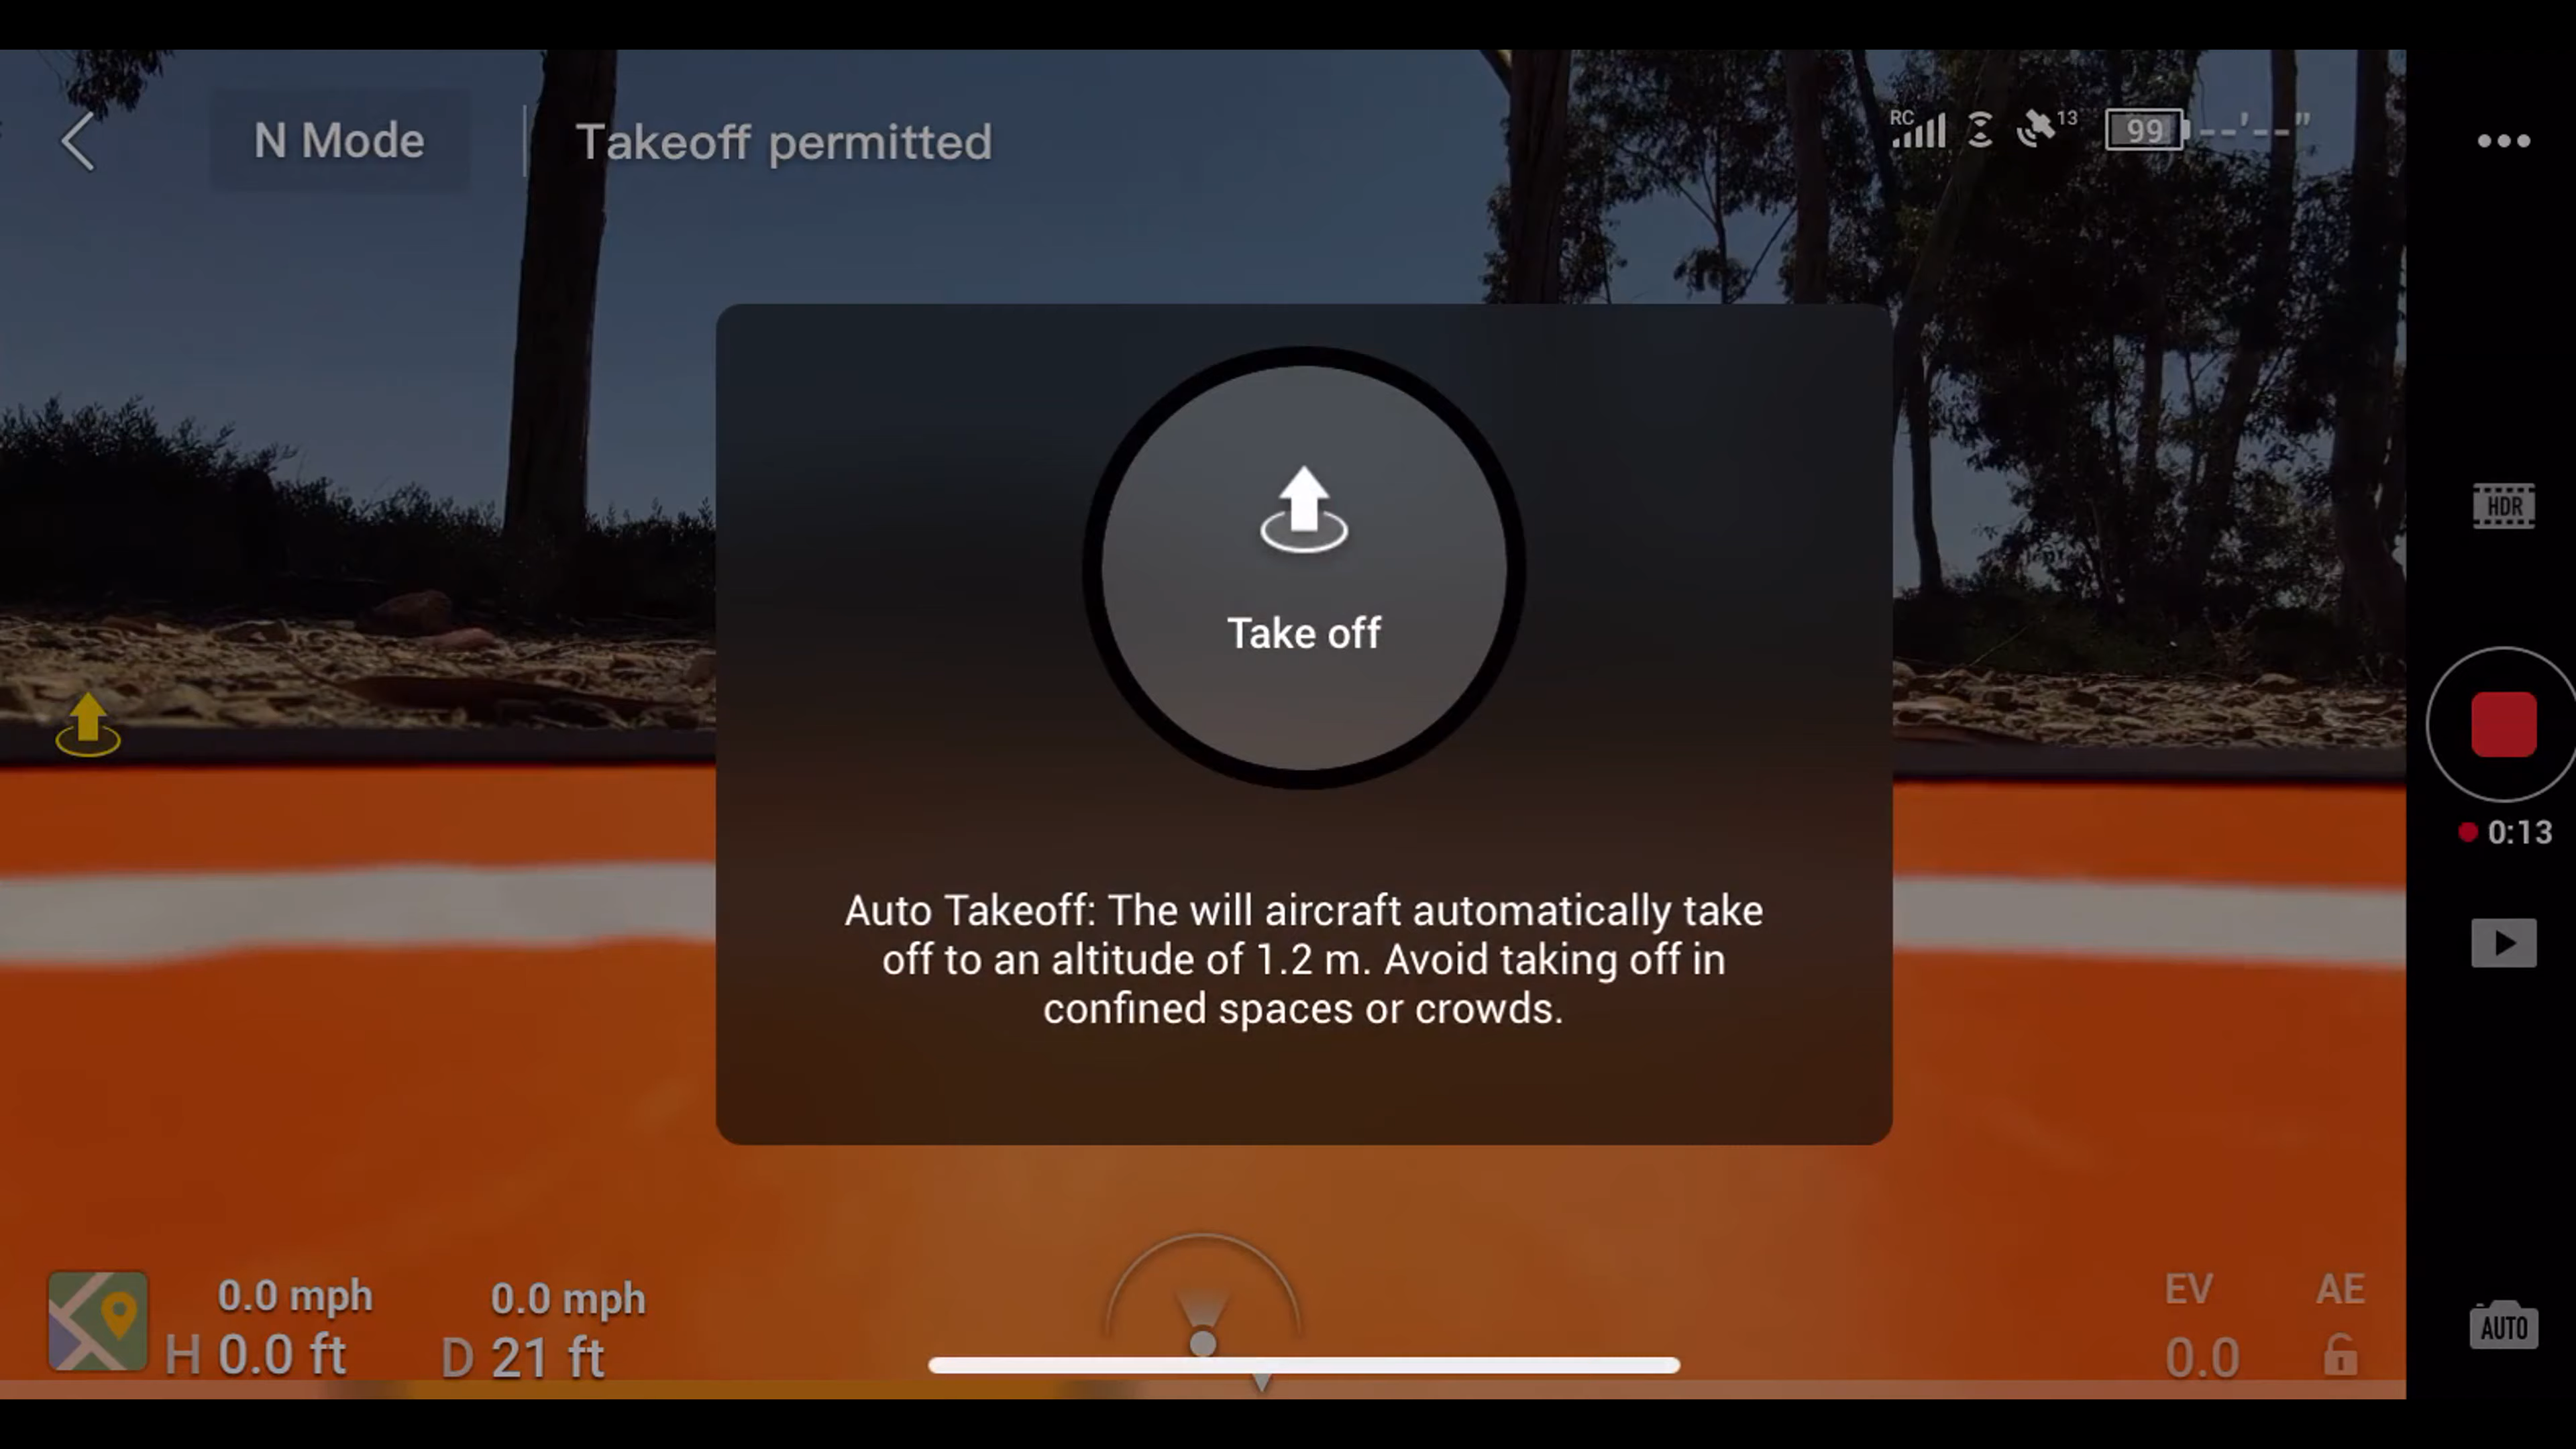 N Mode
Takeoff permitted
RC
13
99
--'--"
HDR
Take off
0:13
Auto Takeoff: The will aircraft automatically take
off to an altitude of 1.2 m. Avoid taking off in
confined spaces or crowds.
0.0 mph
0.0 mph
H 0.0 ft
D 21 ft
EV
AE
0.0
AUTO